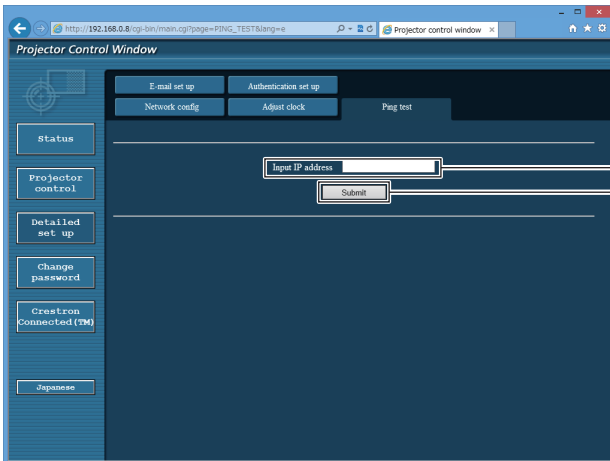 http://192.168.0.8/cgi-bin/main.cgi?page=PING_TEST&lang=e
Projector control window
Projector Control Window
E-mail set up
Authentication set up
Network config
Adjust clock
Ping test
Status
Projector
control
Detailed
set up
Change
password
Crestron
Connected(TM)
Japanese
Input IP address
Submit